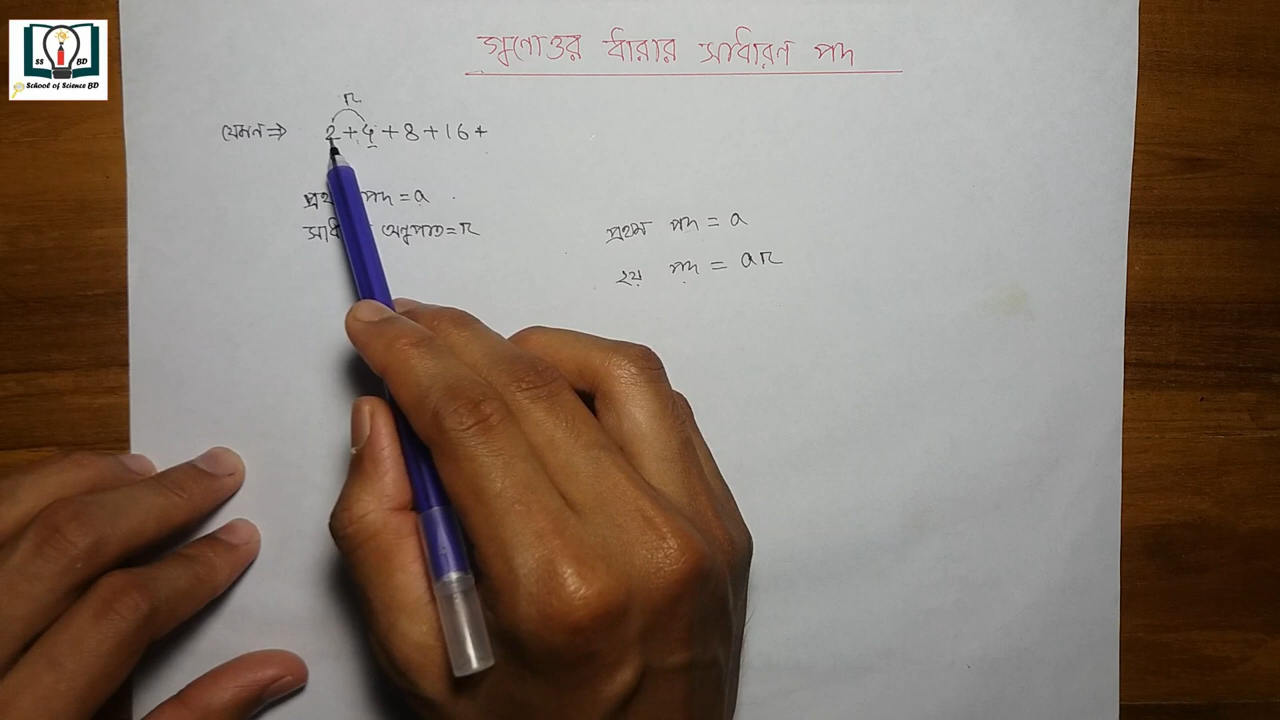 SS BD
School of Science BD
গুনোত্তর ধারার সাধারণ পদ
r
যেমন ⇒ 2+4+8+16+
পদ = a
অনুপাত = r
প্রথম পদ = a
২য় পদ = ar